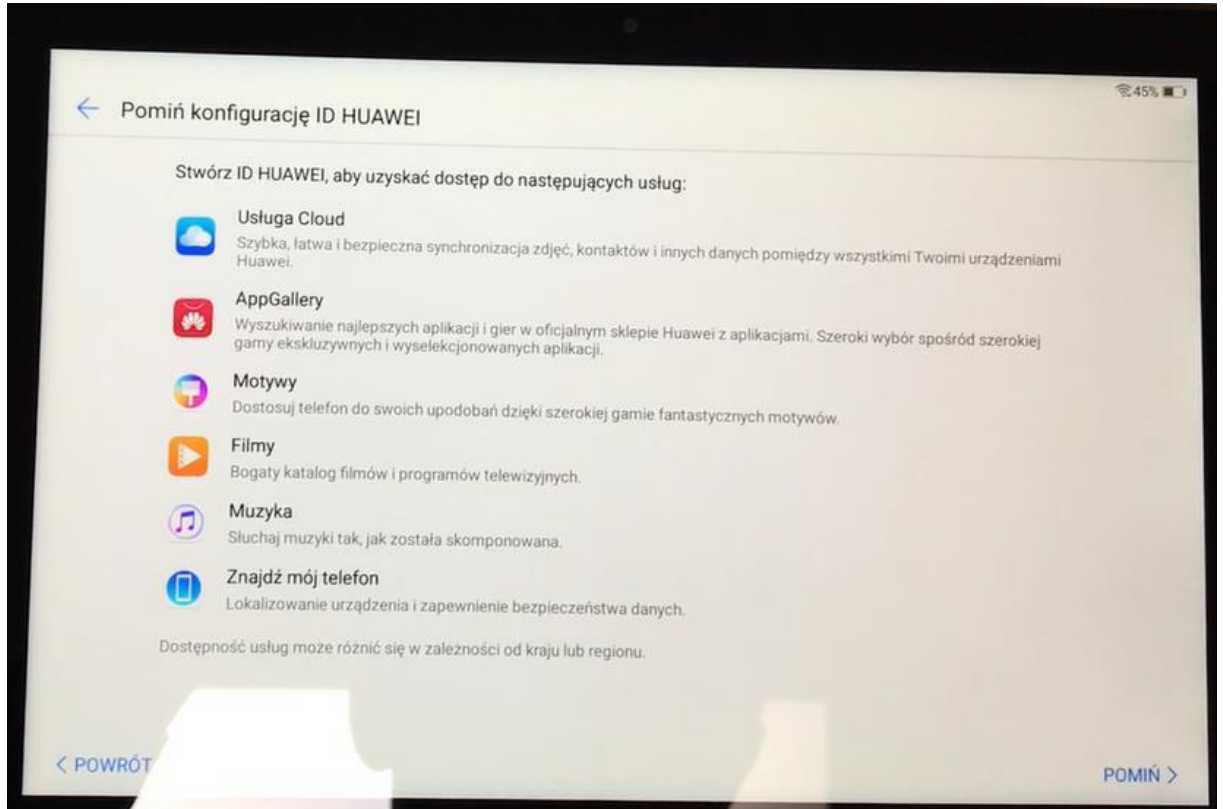 45%
← Pomiń konfigurację ID HUAWEI
Stwórz ID HUAWEI, aby uzyskać dostęp do następujących usług:
Usługa Cloud
Szybka, łatwa i bezpieczna synchronizacja zdjęć, kontaktów i innych danych pomiędzy wszystkimi Twoimi urządzeniami
Huawei.
AppGallery
Wyszukiwanie najlepszych aplikacji i gier w oficjalnym sklepie Huawei z aplikacjami. Szeroki wybór spośród szerokiej
gamy ekskluzywnych i wyselekcjonowanych aplikacji.
Motywy
Dostosuj telefon do swoich upodobań dzięki szerokiej gamie fantastycznych motywów.
Filmy
Bogaty katalog filmów i programów telewizyjnych.
Muzyka
Słuchaj muzyki tak, jak została skomponowana.
Znajdź mój telefon
Lokalizowanie urządzenia i zapewnienie bezpieczeństwa danych.
Dostępność usług może różnić się w zależności od kraju lub regionu.
< POWRÓT
POMIŃ >